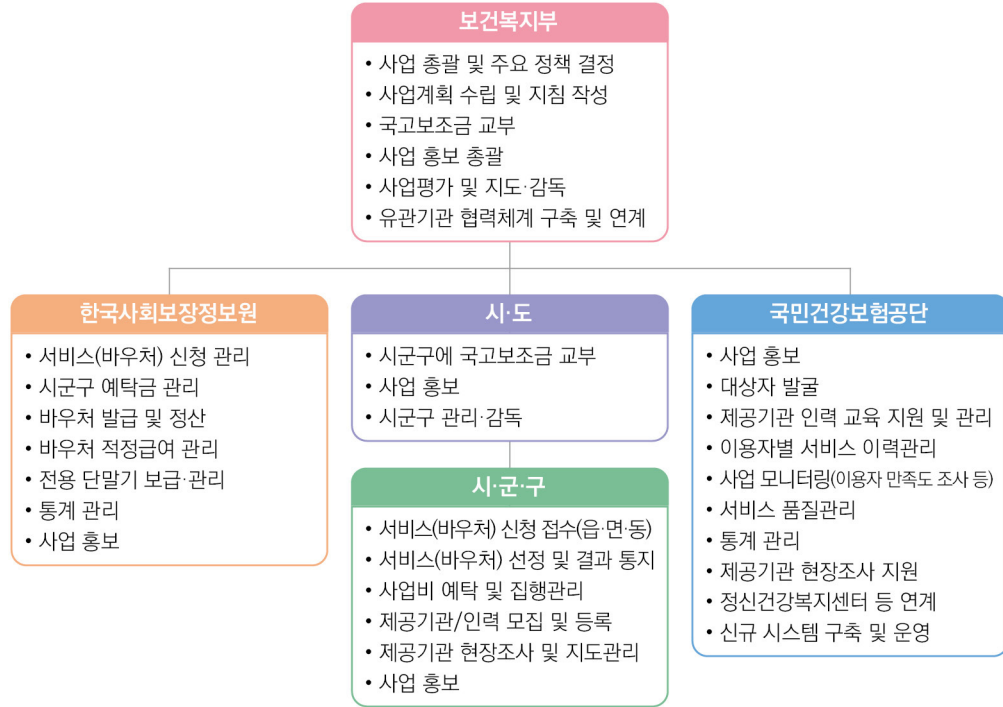 보건복지부
• 사업 총괄 및 주요 정책 결정
• 사업계획 수립 및 지침 작성
• 국고보조금 교부
• 사업 홍보 총괄
• 사업평가 및 지도·감독
• 유관기관 협력체계 구축 및 연계
한국사회보장정보원
• 서비스(바우처) 신청 관리
• 시군구 예탁금 관리
• 바우처 발급 및 정산
• 바우처 적정급여 관리
• 전용 단말기 보급·관리
• 통계 관리
• 사업 홍보
시·도
• 시군구에 국고보조금 교부
• 사업 홍보
• 시군구 관리·감독
시·군·구
• 서비스(바우처) 신청 접수(읍·면·동)
• 서비스(바우처) 선정 및 결과 통지
• 사업비 예탁 및 집행관리
• 제공기관/인력 모집 및 등록
• 제공기관 현장조사 및 지도관리
• 사업 홍보
국민건강보험공단
• 사업 홍보
• 대상자 발굴
• 제공기관 인력 교육 지원 및 관리
• 이용자별 서비스 이력관리
• 사업 모니터링(이용자 만족도 조사 등)
• 서비스 품질관리
• 통계 관리
• 제공기관 현장조사 지원
• 정신건강복지센터 등 연계
• 신규 시스템 구축 및 운영